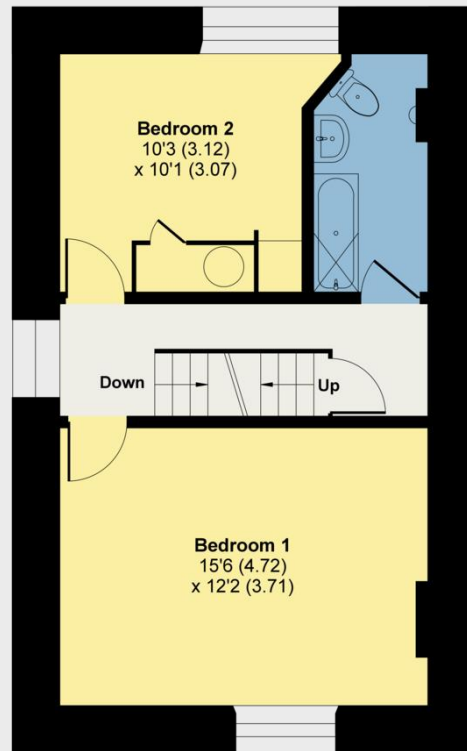 Bedroom 2
10'3 (3.12)
x 10'1 (3.07)
Down
Up
Bedroom 1
15'6 (4.72)
x 12'2 (3.71)